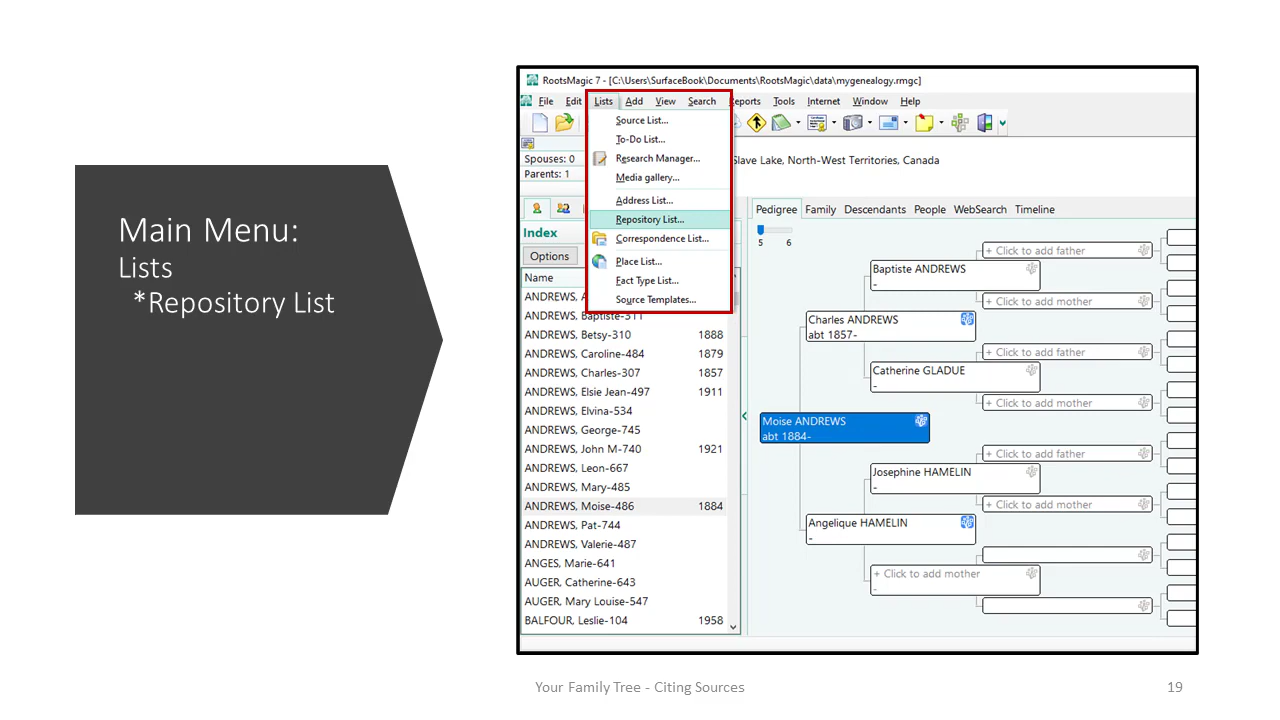 Main Menu:
Lists
*Repository List
RootsMagic 7 - [C:\Users\SurfaceBook\Documents\RootsMagic\data\mygenealogy.rmgc]
File Edit Lists Add View Search Reports Tools Internet Window Help
Source List...
To-Do List...
Research Manager...
Media gallery...
Address List...
Repository List...
Correspondence List...
Place List...
Fact Type List...
Source Templates...
Spouses: 0
Parents: 1
Slave Lake, North-West Territories, Canada
Index
Options
Name
ANDREWS, A
ANDREWS, Baptiste-311
ANDREWS, Betsy-310 1888
ANDREWS, Caroline-484 1879
ANDREWS, Charles-307 1857
ANDREWS, Elsie Jean-497 1911
ANDREWS, Elvina-534
ANDREWS, George-745
ANDREWS, John M-740 1921
ANDREWS, Leon-667
ANDREWS, Mary-485
ANDREWS, Moise-486 1884
ANDREWS, Pat-744
ANDREWS, Valerie-487
ANGES, Marie-641
AUGER, Catherine-643
AUGER, Mary Louise-547
BALFOUR, Leslie-104 1958
Pedigree Family Descendants People WebSearch Timeline
5 6
+ Click to add father
Baptiste ANDREWS
-
+ Click to add mother
Charles ANDREWS
abt 1857-
+ Click to add father
Catherine GLADUE
-
+ Click to add mother
Moise ANDREWS
abt 1884-
+ Click to add father
Josephine HAMELIN
-
+ Click to add mother
Angelique HAMELIN
-
+ Click to add mother
-
Your Family Tree - Citing Sources
19